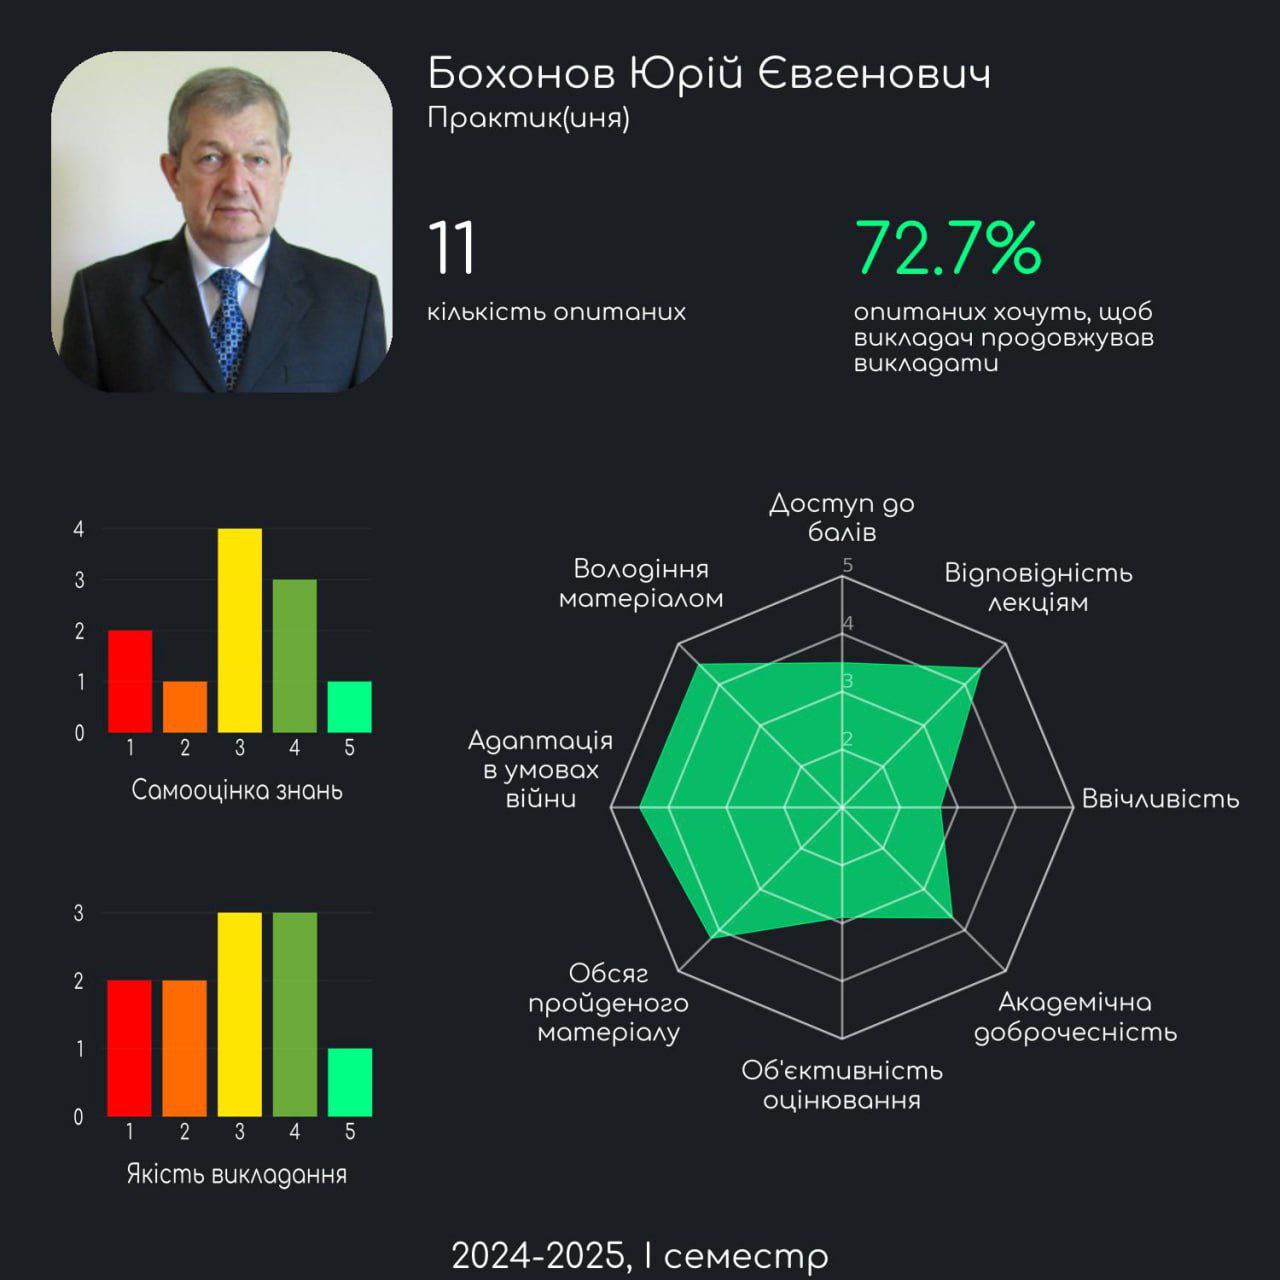 Бохонов Юрій Євгенович
Практик(иня)
11
кількість опитаних
72.7%
опитаних хочуть, щоб
викладач продовжував
викладати
4
3
2
1
0
1 2 3 4 5
Самооцінка знань
3
2
1
0
1 2 3 4 5
Якість викладання
Доступ до
балів
Відповідність
лекціям
Ввічливість
Академічна
доброчесність
Об'єктивність
оцінювання
Обсяг
пройденого
матеріалу
Адаптація
в умовах
війни
Володіння
матеріалом
5
4
3
2
2024-2025, І семестр